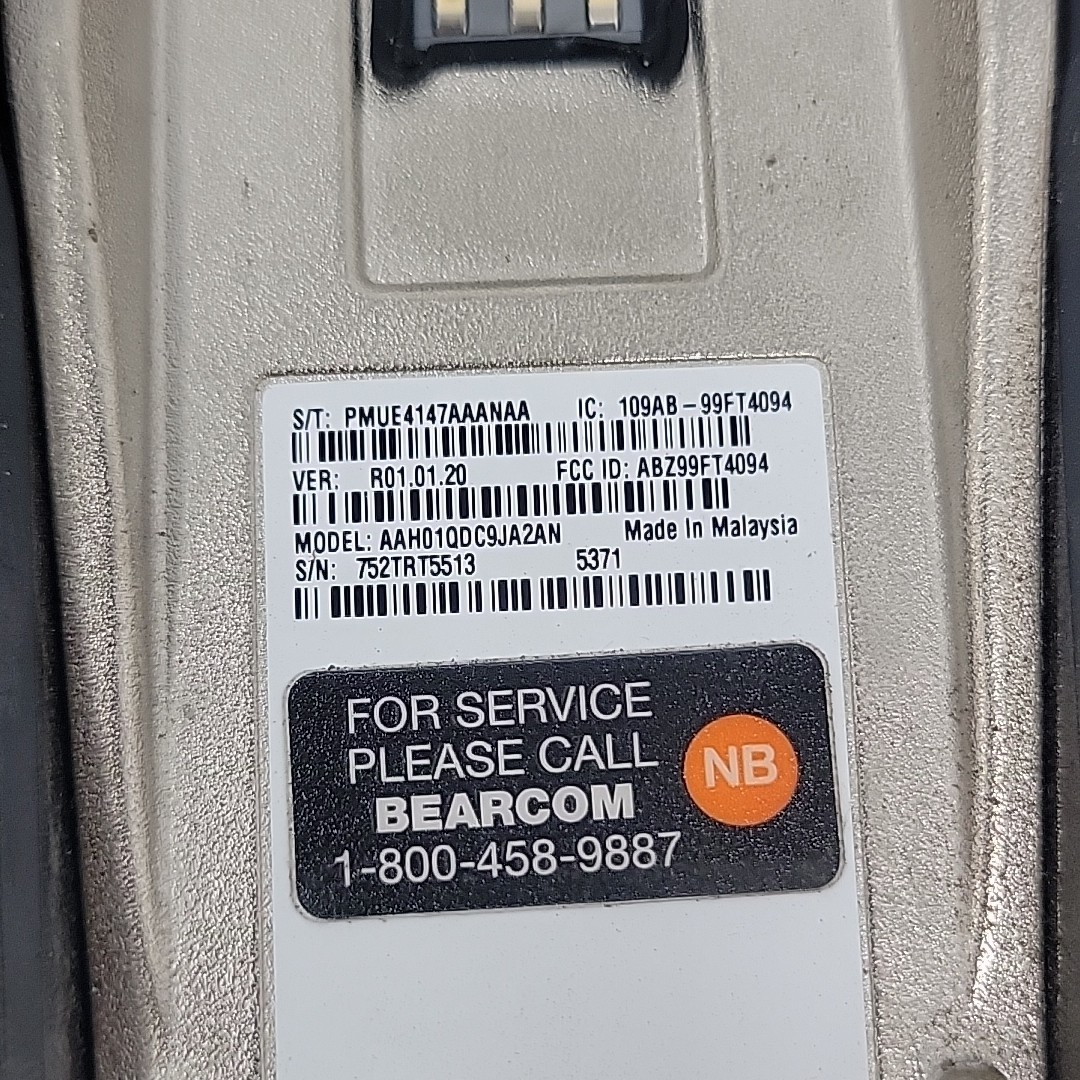 S/T: PMUE4147AAANAA IC: 109AB-99FT4094
VER: R01.01.20 FCC ID: ABZ99FT4094
MODEL: AAH01QDC9JA2AN Made In Malaysia
S/N: 752TRT5513 5371
FOR SERVICE
PLEASE CALL
BEARCOM
1-800-458-9887
NB